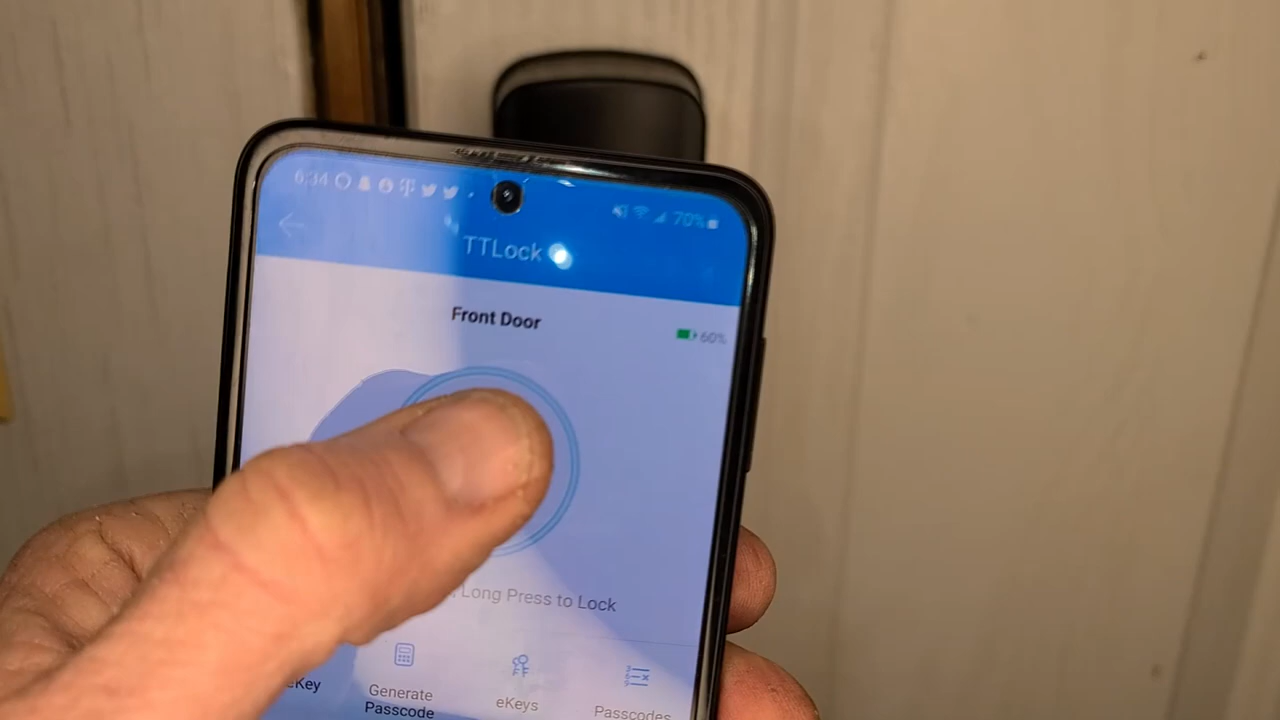 6:34
70%
TTLock
Front Door
60%
, Long Press to Lock
eKey
Generate
Passcode
eKeys
Passcodes